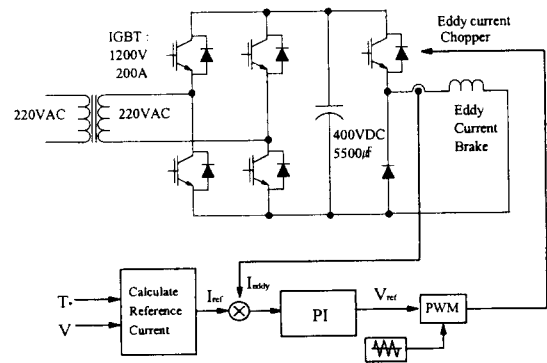 IGBT :
1200V
200A
Eddy current
Chopper
220VAC
220VAC
400VDC
5500㎌
Eddy
Current
Brake
T*
V
Calculate
Reference
Current
Iref
Ieddy
PI
Vref
PWM